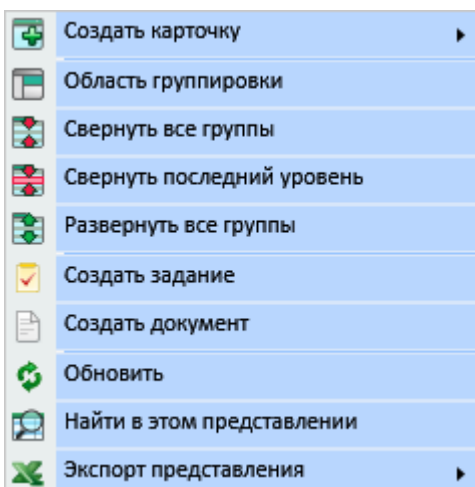 Создать карточку
Область группировки
Свернуть все группы
Свернуть последний уровень
Развернуть все группы
Создать задание
Создать документ
Обновить
Найти в этом представлении
Экспорт представления